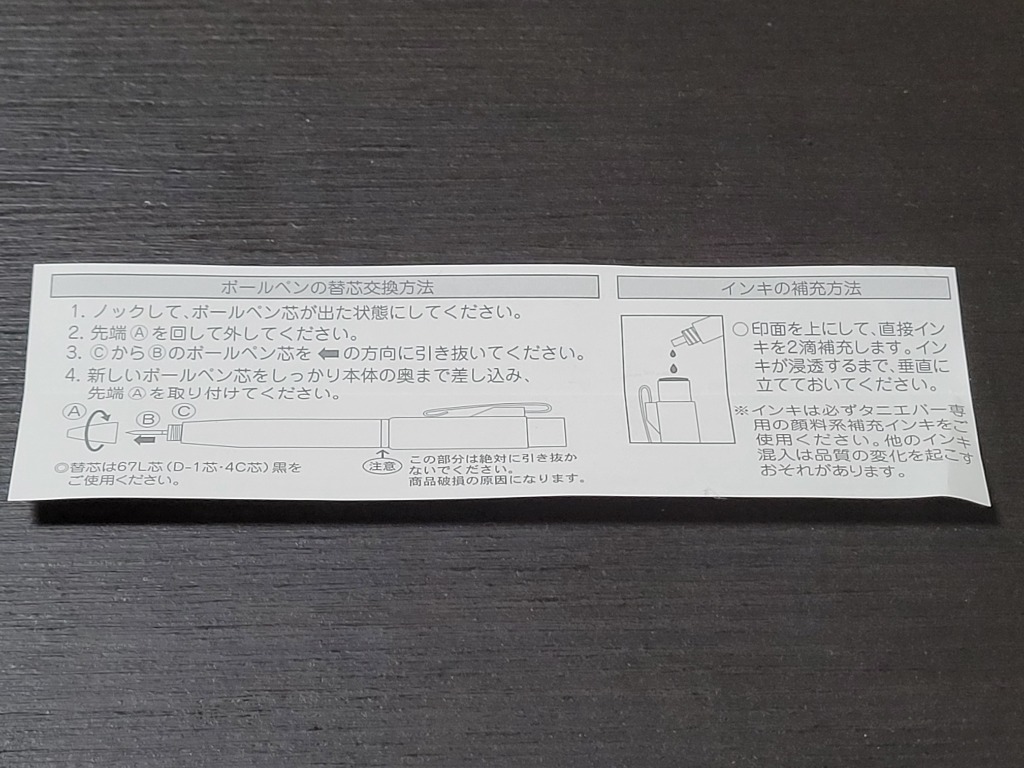 ボールペンの替芯交換方法
1. ノックして、ボールペン芯が出た状態にしてください。
2. 先端Ⓐを回して外してください。
3. ⒸからⒷのボールペン芯を⬅の方向に引き抜いてください。
4. 新しいボールペン芯をしっかり本体の奥まで差し込み、
先端Ⓐを取り付けてください。
Ⓐ
Ⓑ
Ⓒ
◎替芯は67L芯(D-1芯・4C芯)黒を
ご使用ください。
注意
この部分は絶対に引き抜か
ないでください。
商品破損の原因になります。
インキの補充方法
○印面を上にして、直接イン
キを2滴補充します。イン
キが浸透するまで、垂直に
立てておいてください。
※インキは必ずタニエバー専
用の顔料系補充インキをご
使用ください。他のインキ
混入は品質の変化を起こす
おそれがあります。